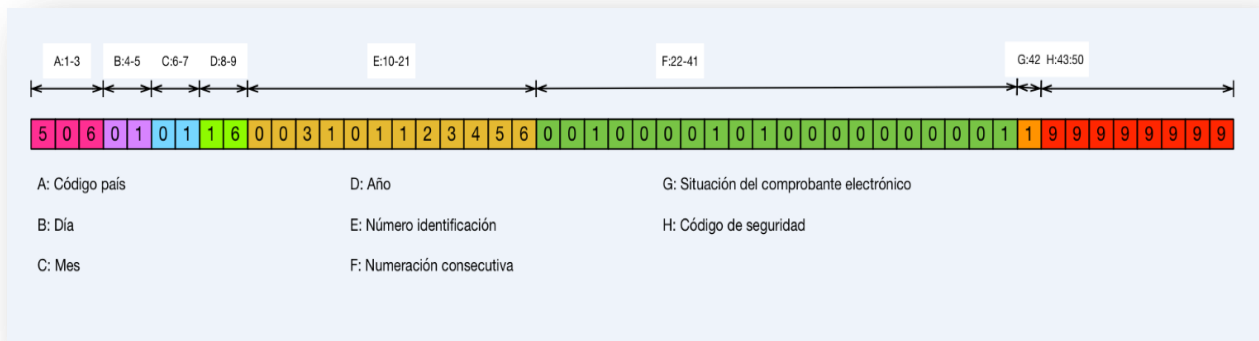 A:1-3 B:4-5 C:6-7 D:8-9 E:10-21 F:22-41 G:42 H:43:50
5 0 6 0 1 0 1 1 6 0 0 3 1 0 1 1 2 3 4 5 6 0 0 1 0 0 0 0 1 0 1 0 0 0 0 0 0 0 0 0 1 1 9 9 9 9 9 9 9 9
A: Código país D: Año G: Situación del comprobante electrónico
B: Día E: Número identificación H: Código de seguridad
C: Mes F: Numeración consecutiva